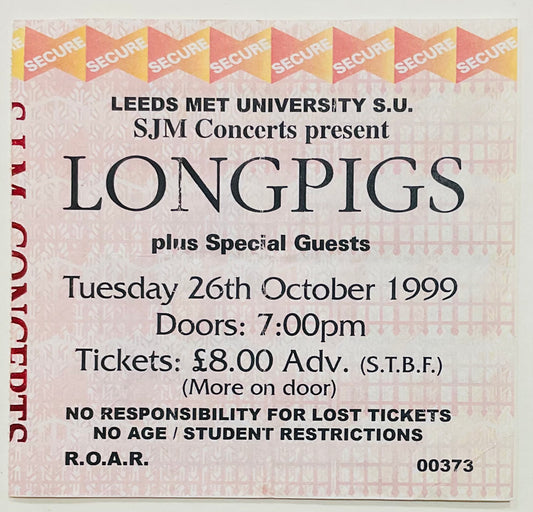 SECURE SECURE SECURE SECURE SECURE SECURE SECURE SECURE
LEEDS MET UNIVERSITY S.U.
SJM Concerts present
LONGPIGS
plus Special Guests
Tuesday 26th October 1999
Doors: 7:00pm
Tickets: £8.00 Adv. (S.T.B.F.)
(More on door)
NO RESPONSIBILITY FOR LOST TICKETS
NO AGE / STUDENT RESTRICTIONS
R.O.A.R. 00373
SJM CONCERTS